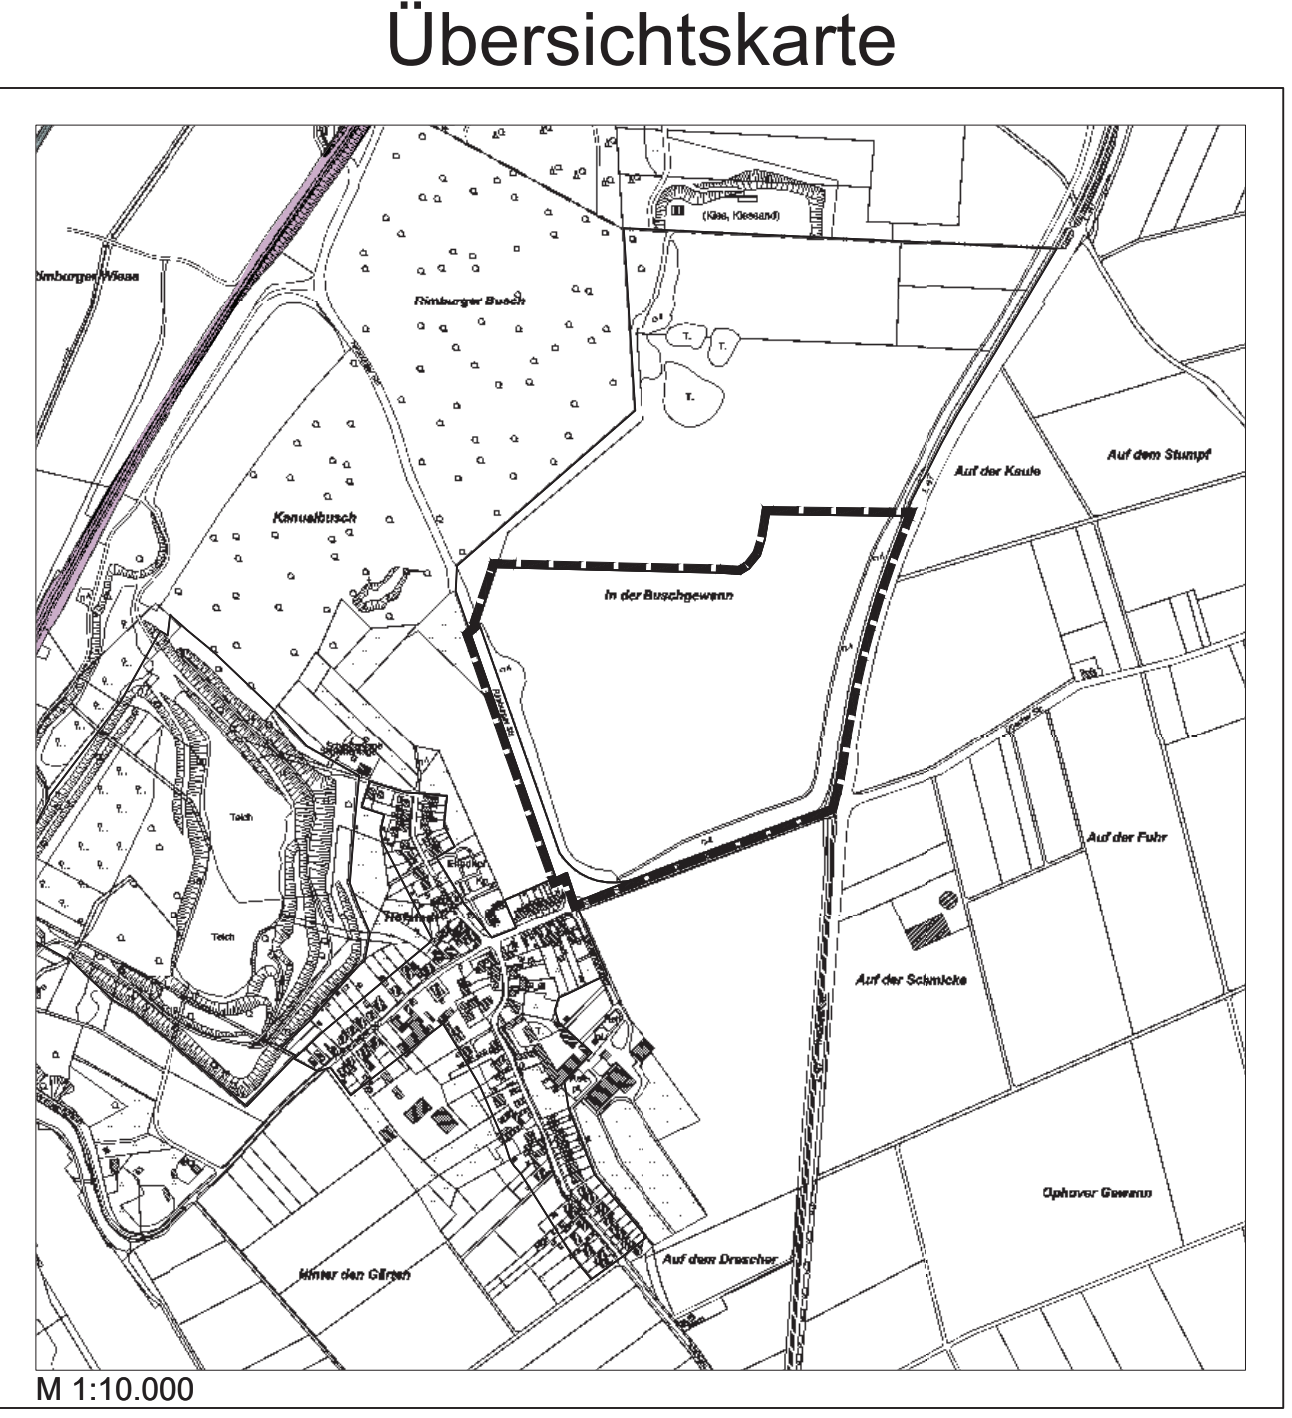 Übersichtskarte
(Kies, Kiessand)
Rimburger Wiese
Rimburger Busch
T.
T.
T.
Auf der Kaule
Auf dem Stumpf
Kanualbusch
In der Buschgewann
Teich
Auf der Fuhr
Teich
Auf der Schmicke
Ophover Gewann
Auf dem Drescher
Hinter den Gärten
M 1:10.000